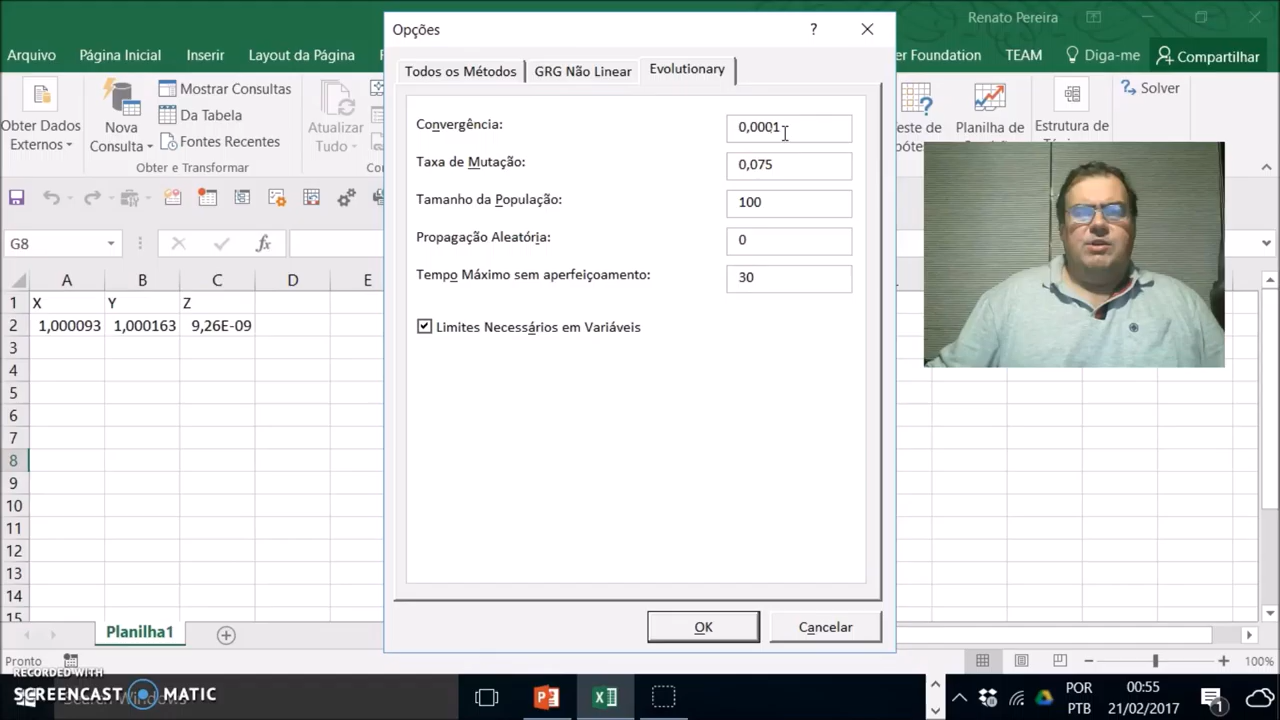 Opções
?
Renato Pereira
Arquivo
Página Inicial
Inserir
Layout da Página
er Foundation
TEAM
Diga-me
Compartilhar
Todos os Métodos
GRG Não Linear
Evolutionary
Obter Dados
Externos
Nova
Consulta
Mostrar Consultas
Da Tabela
Fontes Recentes
Obter e Transformar
Atualizar
Tudo
Planilha de
Estrutura de
Solver
Convergência:
0,0001
Taxa de Mutação:
0,075
Tamanho da População:
100
Propagação Aleatória:
0
Tempo Máximo sem aperfeiçoamento:
30
Limites Necessários em Variáveis
G8
fx
A B C D E
1 X Y Z
2 1,000093 1,000163 9,26E-09
3
4
5
6
7
8
9
10
11
12
13
14
15
OK
Cancelar
Planilha1
Pronto
100%
RECORDED WITH
SCREENCAST MATIC
POR
PTB
00:55
21/02/2017
1